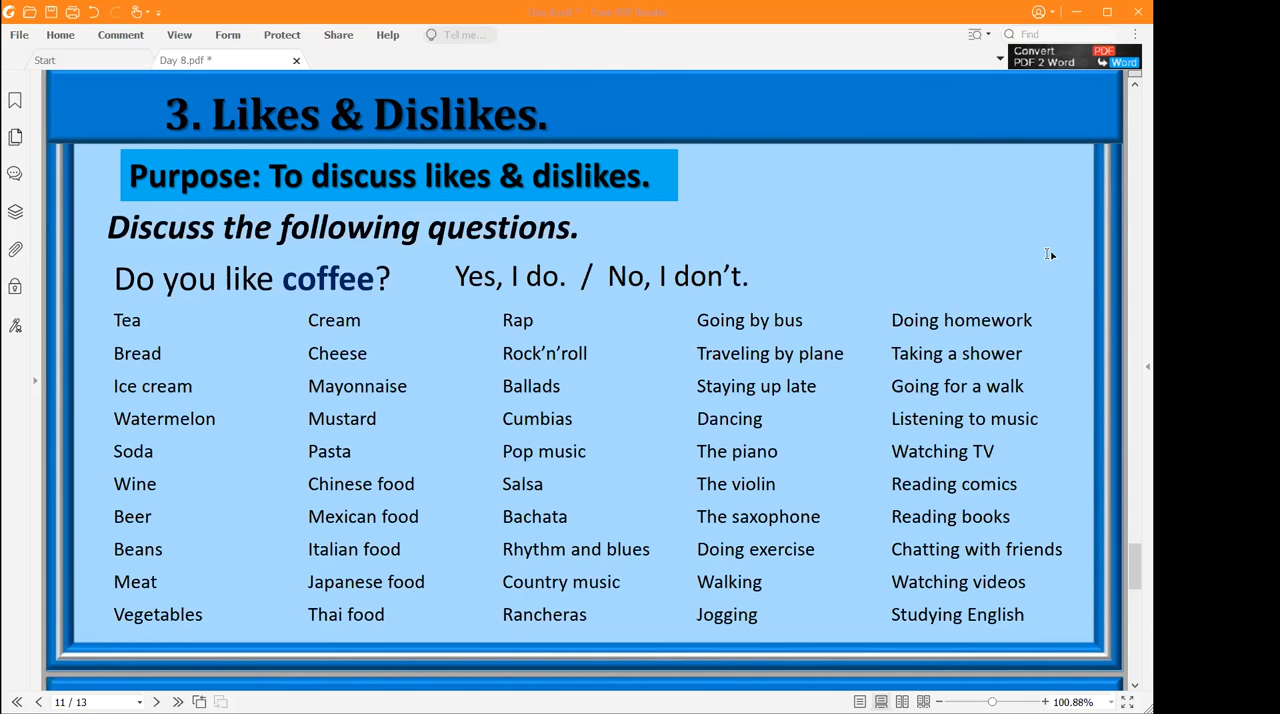 File Home Comment View Form Protect Share Help Tell me... Find
Convert PDF
PDF 2 Word Word
Start Day 8.pdf *
3. Likes & Dislikes.
Purpose: To discuss likes & dislikes.
Discuss the following questions.
Do you like coffee? Yes, I do. / No, I don’t.
Tea Cream Rap Going by bus Doing homework
Bread Cheese Rock’n’roll Traveling by plane Taking a shower
Ice cream Mayonnaise Ballads Staying up late Going for a walk
Watermelon Mustard Cumbias Dancing Listening to music
Soda Pasta Pop music The piano Watching TV
Wine Chinese food Salsa The violin Reading comics
Beer Mexican food Bachata The saxophone Reading books
Beans Italian food Rhythm and blues Doing exercise Chatting with friends
Meat Japanese food Country music Walking Watching videos
Vegetables Thai food Rancheras Jogging Studying English
11 / 13 100.88%